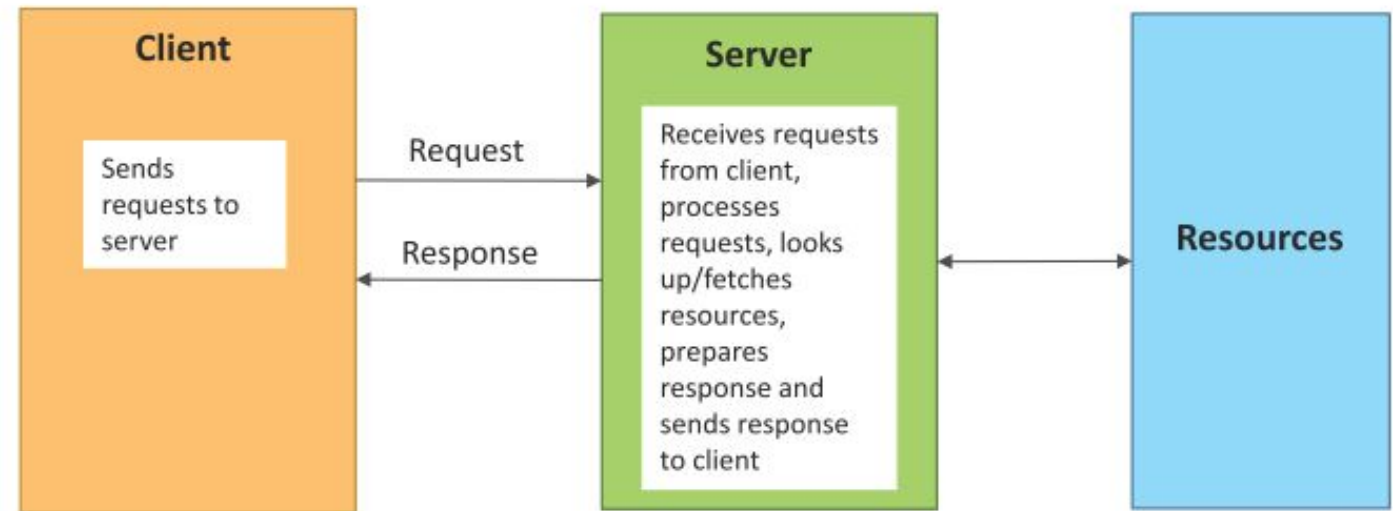 Client
Sends
requests to
server
Request
Response
Server
Receives requests
from client,
processes
requests, looks
up/fetches
resources,
prepares
response and
sends response
to client
Resources